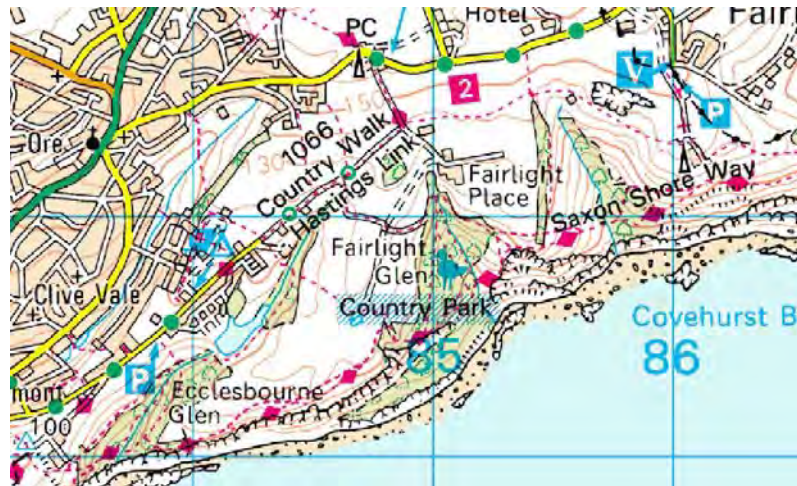 PC
Hotel
2
V
P
150
Ore
130
1066
Country Walk
Hastings Link
Fairlight
Place
Saxon Shore Way
Fairlight
Glen
Clive Vale
Country Park
Covehurst B
85
86
P
mont
100
Ecclesbourne
Glen